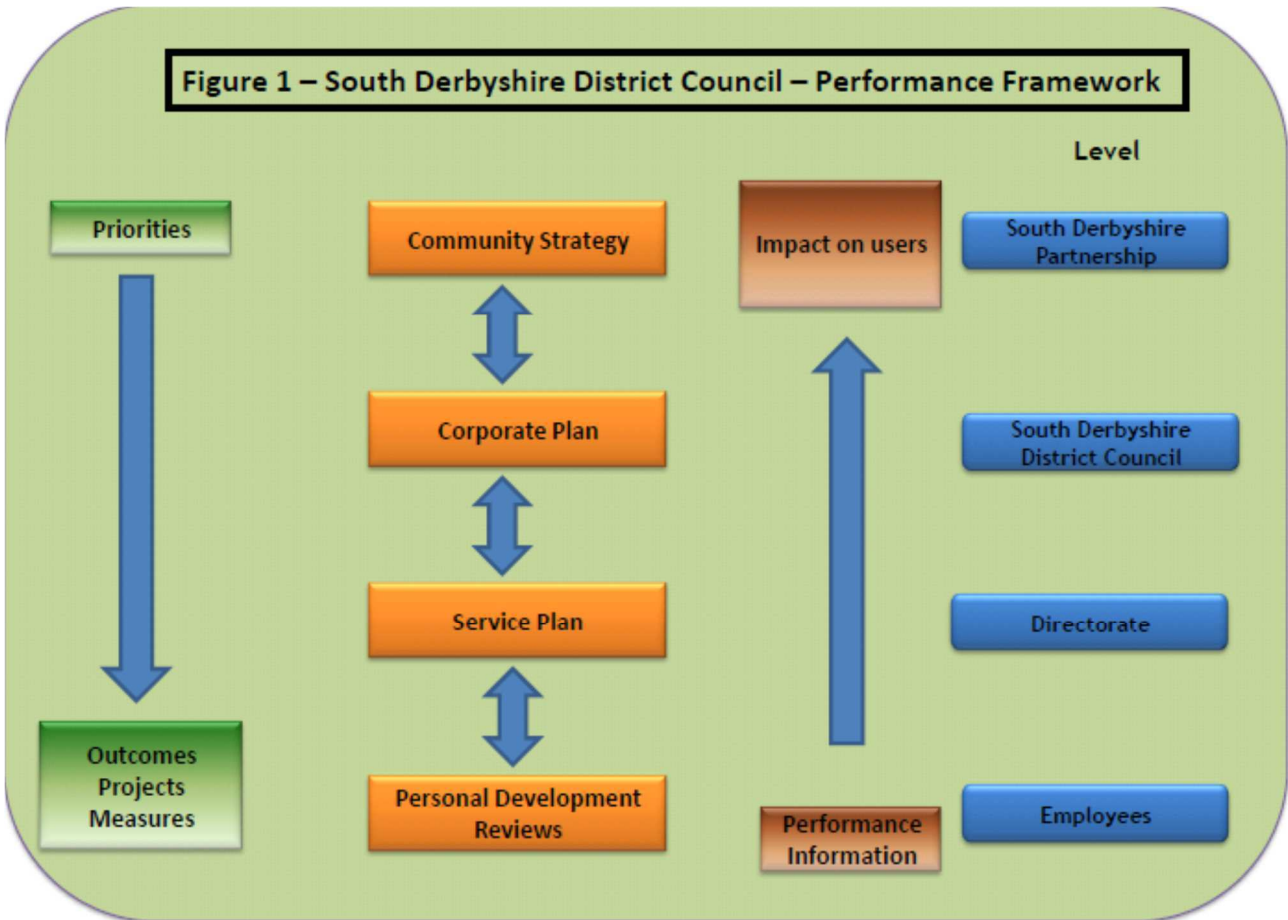 Figure 1 – South Derbyshire District Council – Performance Framework
Level
Priorities
Community Strategy
Impact on users
South Derbyshire
Partnership
Corporate Plan
South Derbyshire
District Council
Service Plan
Directorate
Outcomes
Projects
Measures
Personal Development
Reviews
Performance
Information
Employees